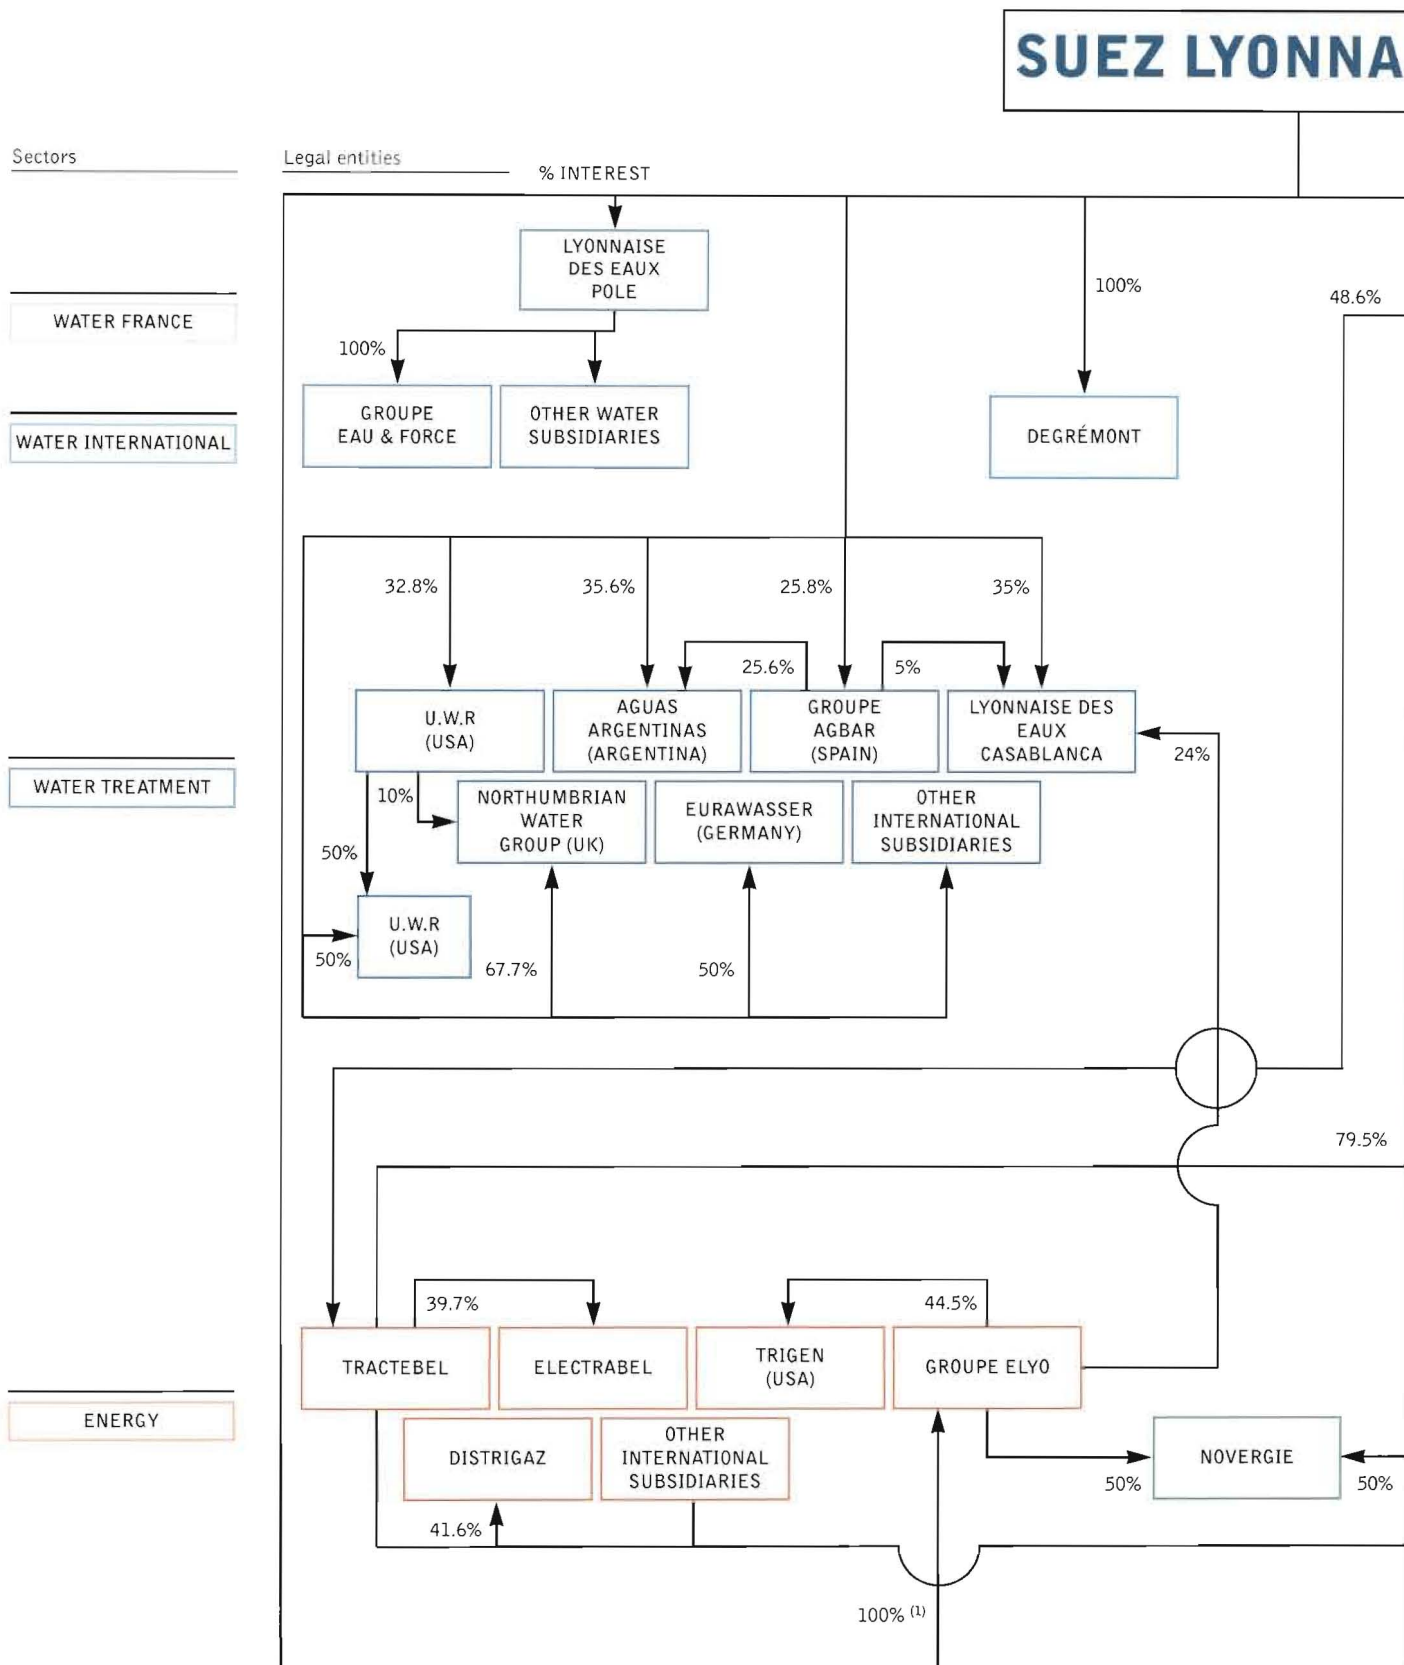 SUEZ LYONNA
Sectors
Legal entities
% INTEREST
LYONNAISE
DES EAUX
POLE
100%
48.6%
WATER FRANCE
100%
GROUPE
EAU & FORCE
OTHER WATER
SUBSIDIARIES
DEGRÉMONT
WATER INTERNATIONAL
32.8%
35.6%
25.8%
35%
25.6%
5%
U.W.R
(USA)
AGUAS
ARGENTINAS
(ARGENTINA)
GROUPE
AGBAR
(SPAIN)
LYONNAISE DES
EAUX
CASABLANCA
24%
WATER TREATMENT
10%
NORTHUMBRIAN
WATER
GROUP (UK)
EURAWASSER
(GERMANY)
OTHER
INTERNATIONAL
SUBSIDIARIES
50%
U.W.R
(USA)
50%
67.7%
50%
79.5%
39.7%
44.5%
TRACTEBEL
ELECTRABEL
TRIGEN
(USA)
GROUPE ELYO
ENERGY
DISTRIGAZ
OTHER
INTERNATIONAL
SUBSIDIARIES
NOVERGIE
50%
50%
41.6%
100% (1)